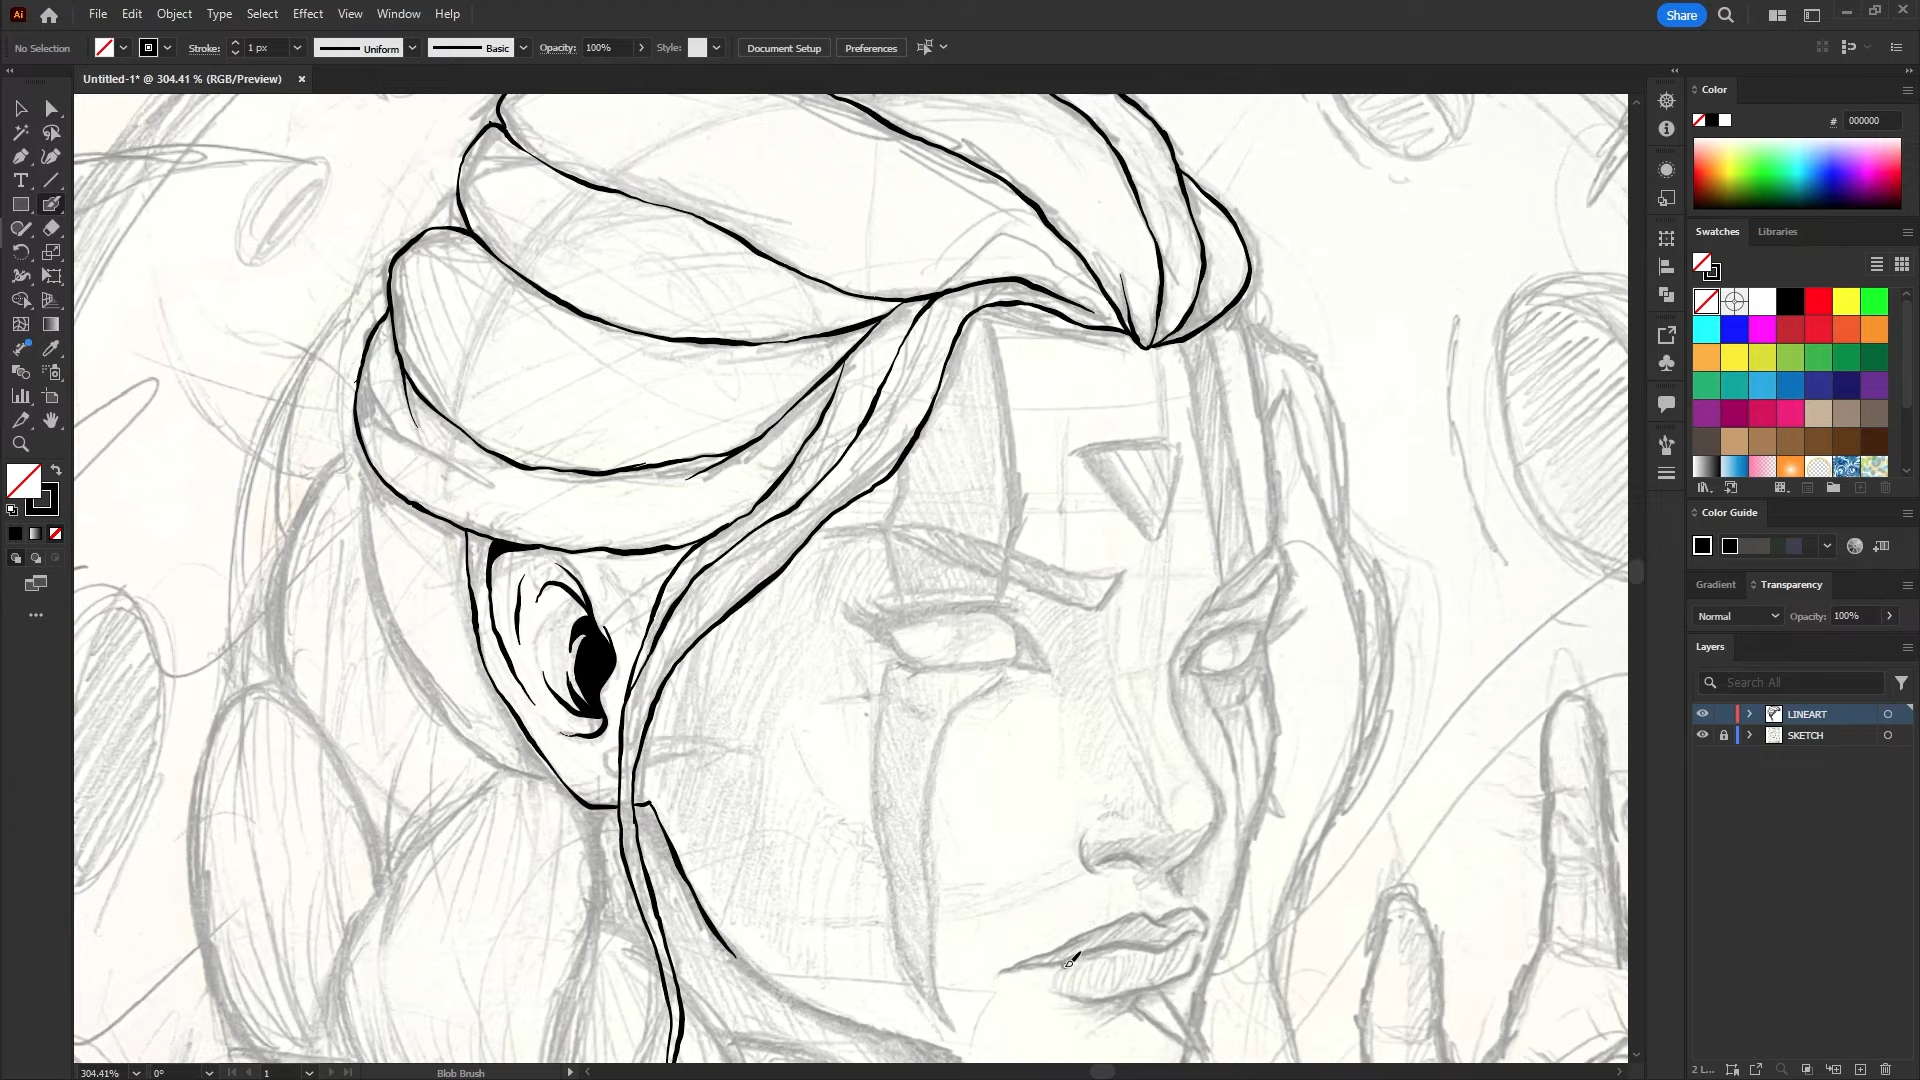 Ai File Edit Object Type Select Effect View Window Help Share
No Selection Stroke: 1 px Uniform Basic Opacity: 100% Style: Document Setup Preferences
Untitled-1* @ 304.41 % (RGB/Preview) ×
Color
# 000000
Swatches Libraries
Color Guide
Gradient Transparency
Normal Opacity: 100%
Layers
Search All
LINEART
SKETCH
304.41% 0° 1 Blob Brush 2 L...